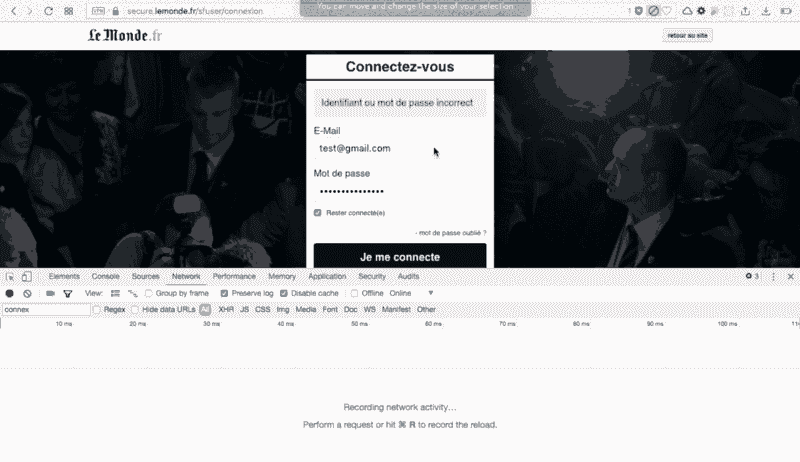 You can move and change the size of your selection
secure.lemonde.fr/sfuser/connexion
1
Le Monde.fr
retour au site
Connectez-vous
Identifiant ou mot de passe incorrect
E-Mail
test@gmail.com
Mot de passe
•••••••••••••••
Rester connecté(e)
- mot de passe oublié ?
Je me connecte
Elements Console Sources Network Performance Memory Application Security Audits 3
View: Group by frame Preserve log Disable cache Offline Online
connex Regex Hide data URLs All XHR JS CSS Img Media Font Doc WS Manifest Other
10 ms 20 ms 30 ms 40 ms 50 ms 60 ms 70 ms 80 ms 90 ms 100 ms
Recording network activity…
Perform a request or hit ⌘ R to record the reload.